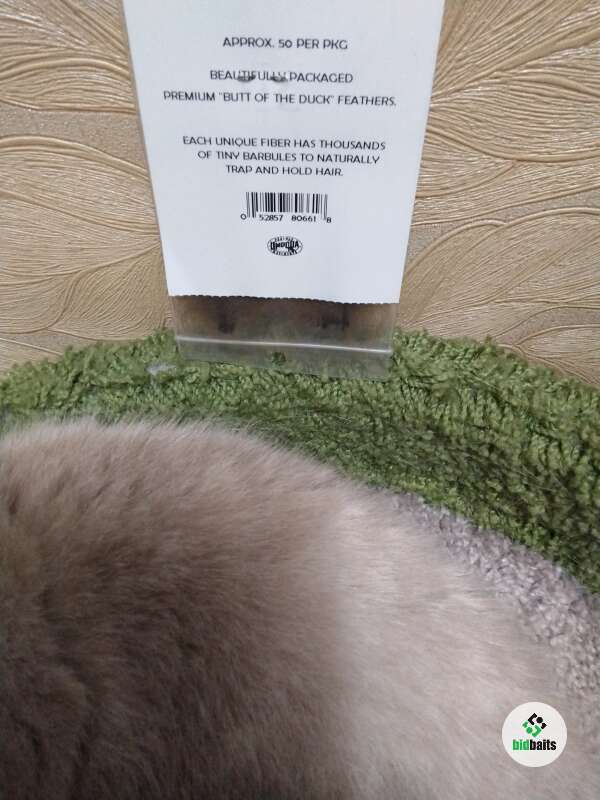 APPROX. 50 PER PKG
BEAUTIFULLY PACKAGED
PREMIUM "BUTT OF THE DUCK" FEATHERS.
EACH UNIQUE FIBER HAS THOUSANDS
OF TINY BARBULES TO NATURALLY
TRAP AND HOLD HAIR.
0 52857 80661 8
UMPQUA
bidbaits